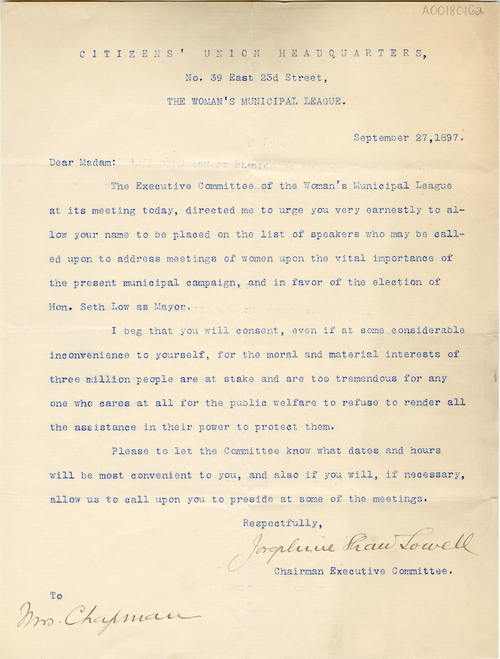 A00180162
CITIZENS' UNION HEADQUARTERS,
No. 39 East 23d Street,
THE WOMAN'S MUNICIPAL LEAGUE.
September 27,1897.
Dear Madam:
The Executive Committee of the Woman's Municipal League
at its meeting today, directed me to urge you very earnestly to al-
low your name to be placed on the list of speakers who may be call-
ed upon to address meetings of women upon the vital importance of
the present municipal campaign, and in favor of the election of
Hon. Seth Low as Mayor.
I beg that you will consent, even if at some considerable
inconvenience to yourself, for the moral and material interests of
three million people are at stake and are too tremendous for any
one who cares at all for the public welfare to refuse to render all
the assistance in their power to protect them.
Please to let the Committee know what dates and hours
will be most convenient to you, and also if you will, if necessary,
allow us to call upon you to preside at some of the meetings.
Respectfully,
Josephine Shaw Lowell
Chairman Executive Committee.
To
Mrs. Chapman